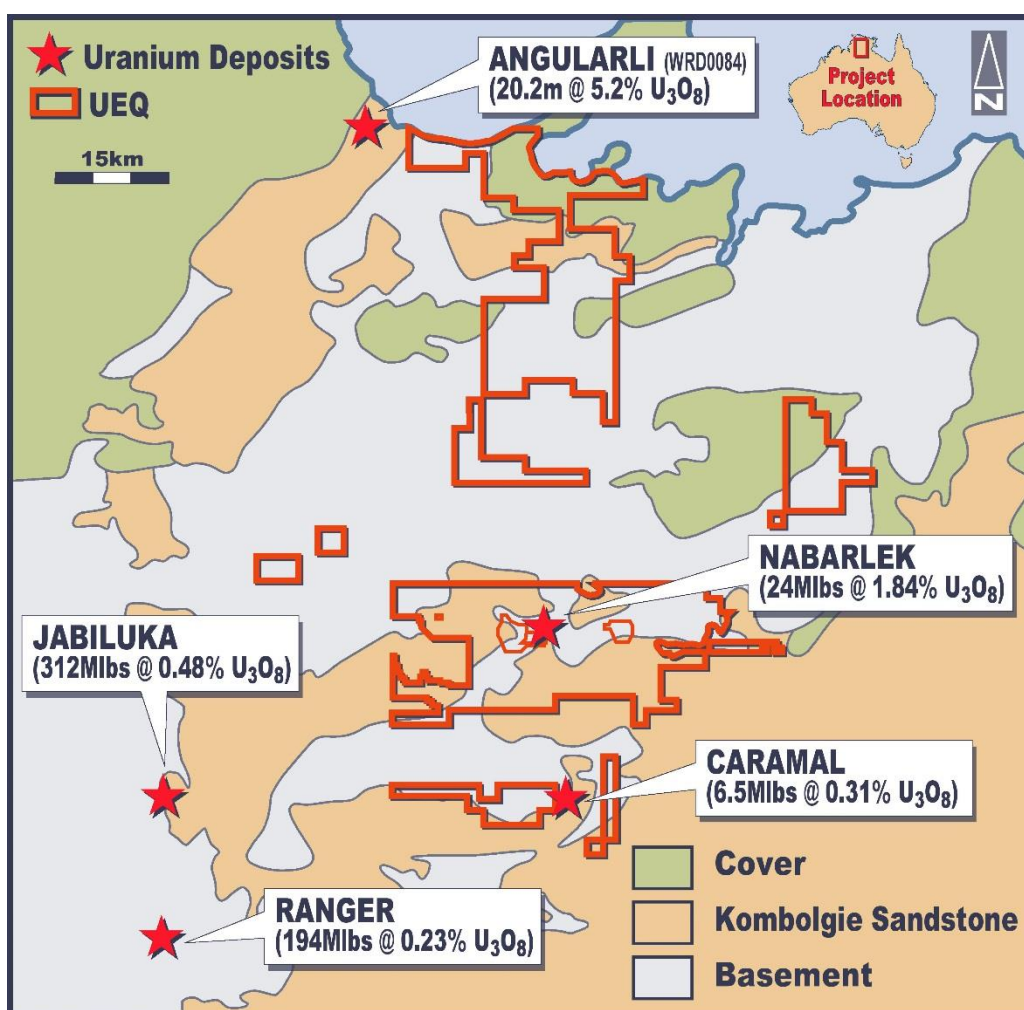 Uranium Deposits
UEQ
15km
ANGULARLI (WRD0084)
(20.2m @ 5.2% U₃O₈)
Project
Location
N
NABARLEK
(24Mlbs @ 1.84% U₃O₈)
JABILUKA
(312Mlbs @ 0.48% U₃O₈)
CARAMAL
(6.5Mlbs @ 0.31% U₃O₈)
RANGER
(194Mlbs @ 0.23% U₃O₈)
Cover
Kombolgie Sandstone
Basement